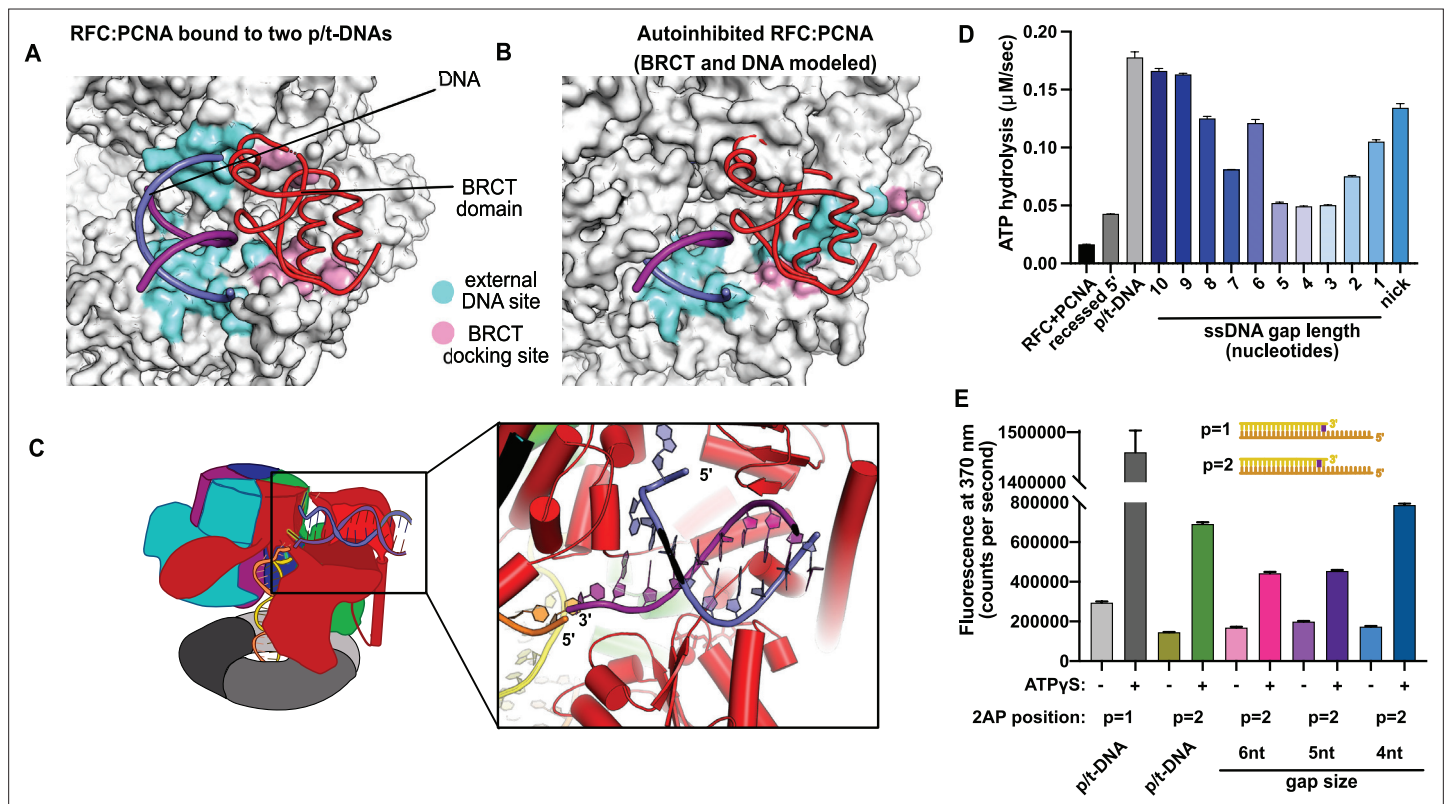 RFC:PCNA bound to two p/t-DNAs
A
DNA
BRCT
domain
external
DNA site
BRCT
docking site
Autoinhibited RFC:PCNA
(BRCT and DNA modeled)
B
C
5'
3'
5'
D
ATP hydrolysis (μM/sec)
0.20
0.15
0.10
0.05
0.00
RFC+PCNA
recessed 5'
p/t-DNA
10
9
8
7
6
5
4
3
2
1
nick
ssDNA gap length
(nucleotides)
E
Fluorescence at 370 nm
(counts per second)
1500000
1400000
800000
600000
400000
200000
0
p=1
3'
5'
p=2
3'
5'
ATPγS: - + - + - + - + - +
2AP position: p=1 p=2 p=2 p=2 p=2
p/t-DNA p/t-DNA 6nt 5nt 4nt
gap size